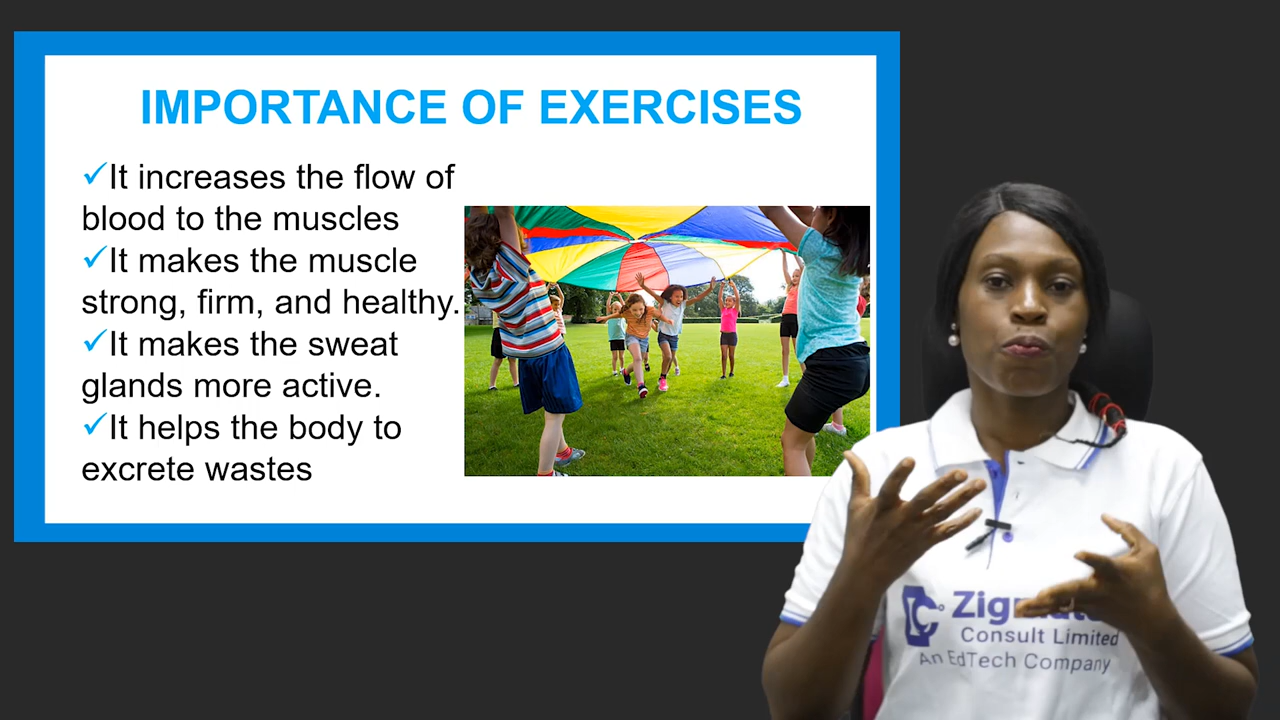 IMPORTANCE OF EXERCISES
✓It increases the flow of
blood to the muscles
✓It makes the muscle
strong, firm, and healthy.
✓It makes the sweat
glands more active.
✓It helps the body to
excrete wastes
Consult Limited
An EdTech Company